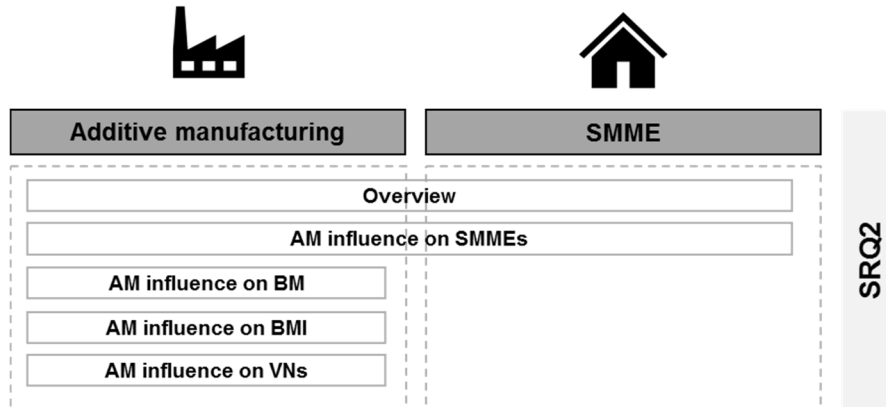 Additive manufacturing
SMME
Overview
AM influence on SMMEs
AM influence on BM
AM influence on BMI
AM influence on VNs
SRQ2